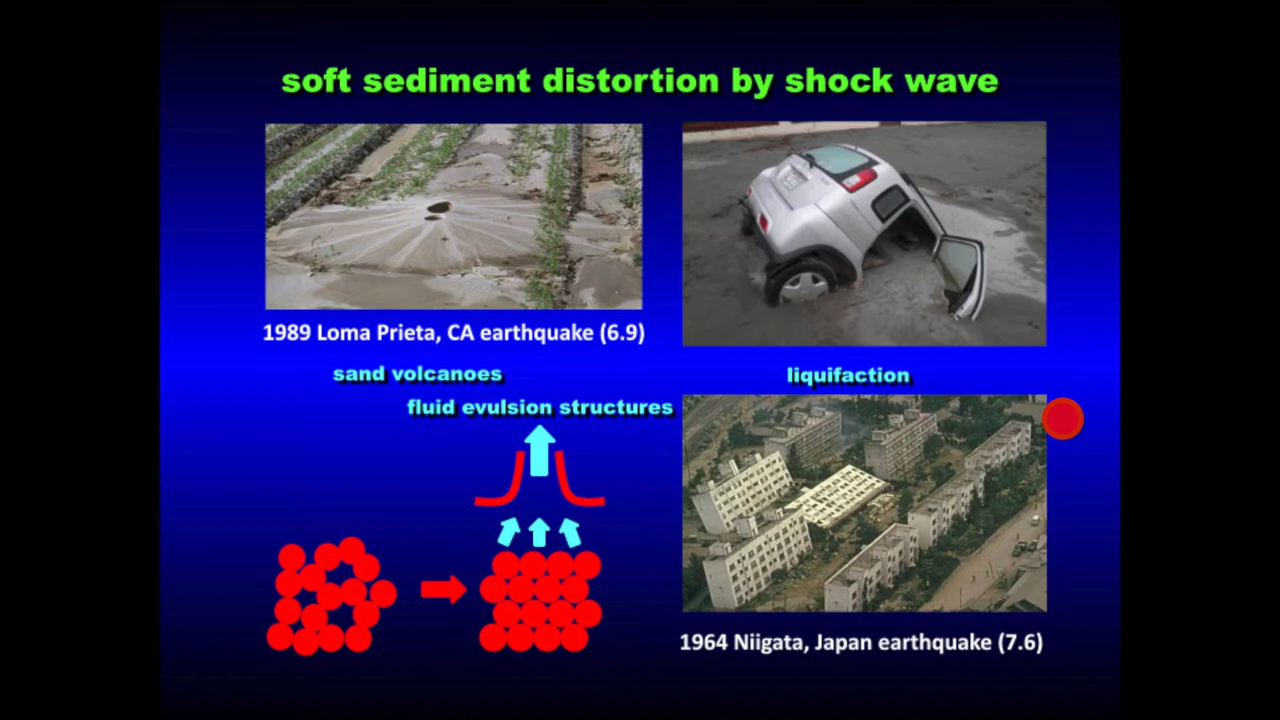 soft sediment distortion by shock wave
1989 Loma Prieta, CA earthquake (6.9)
sand volcanoes
fluid evulsion structures
liquifaction
1964 Niigata, Japan earthquake (7.6)